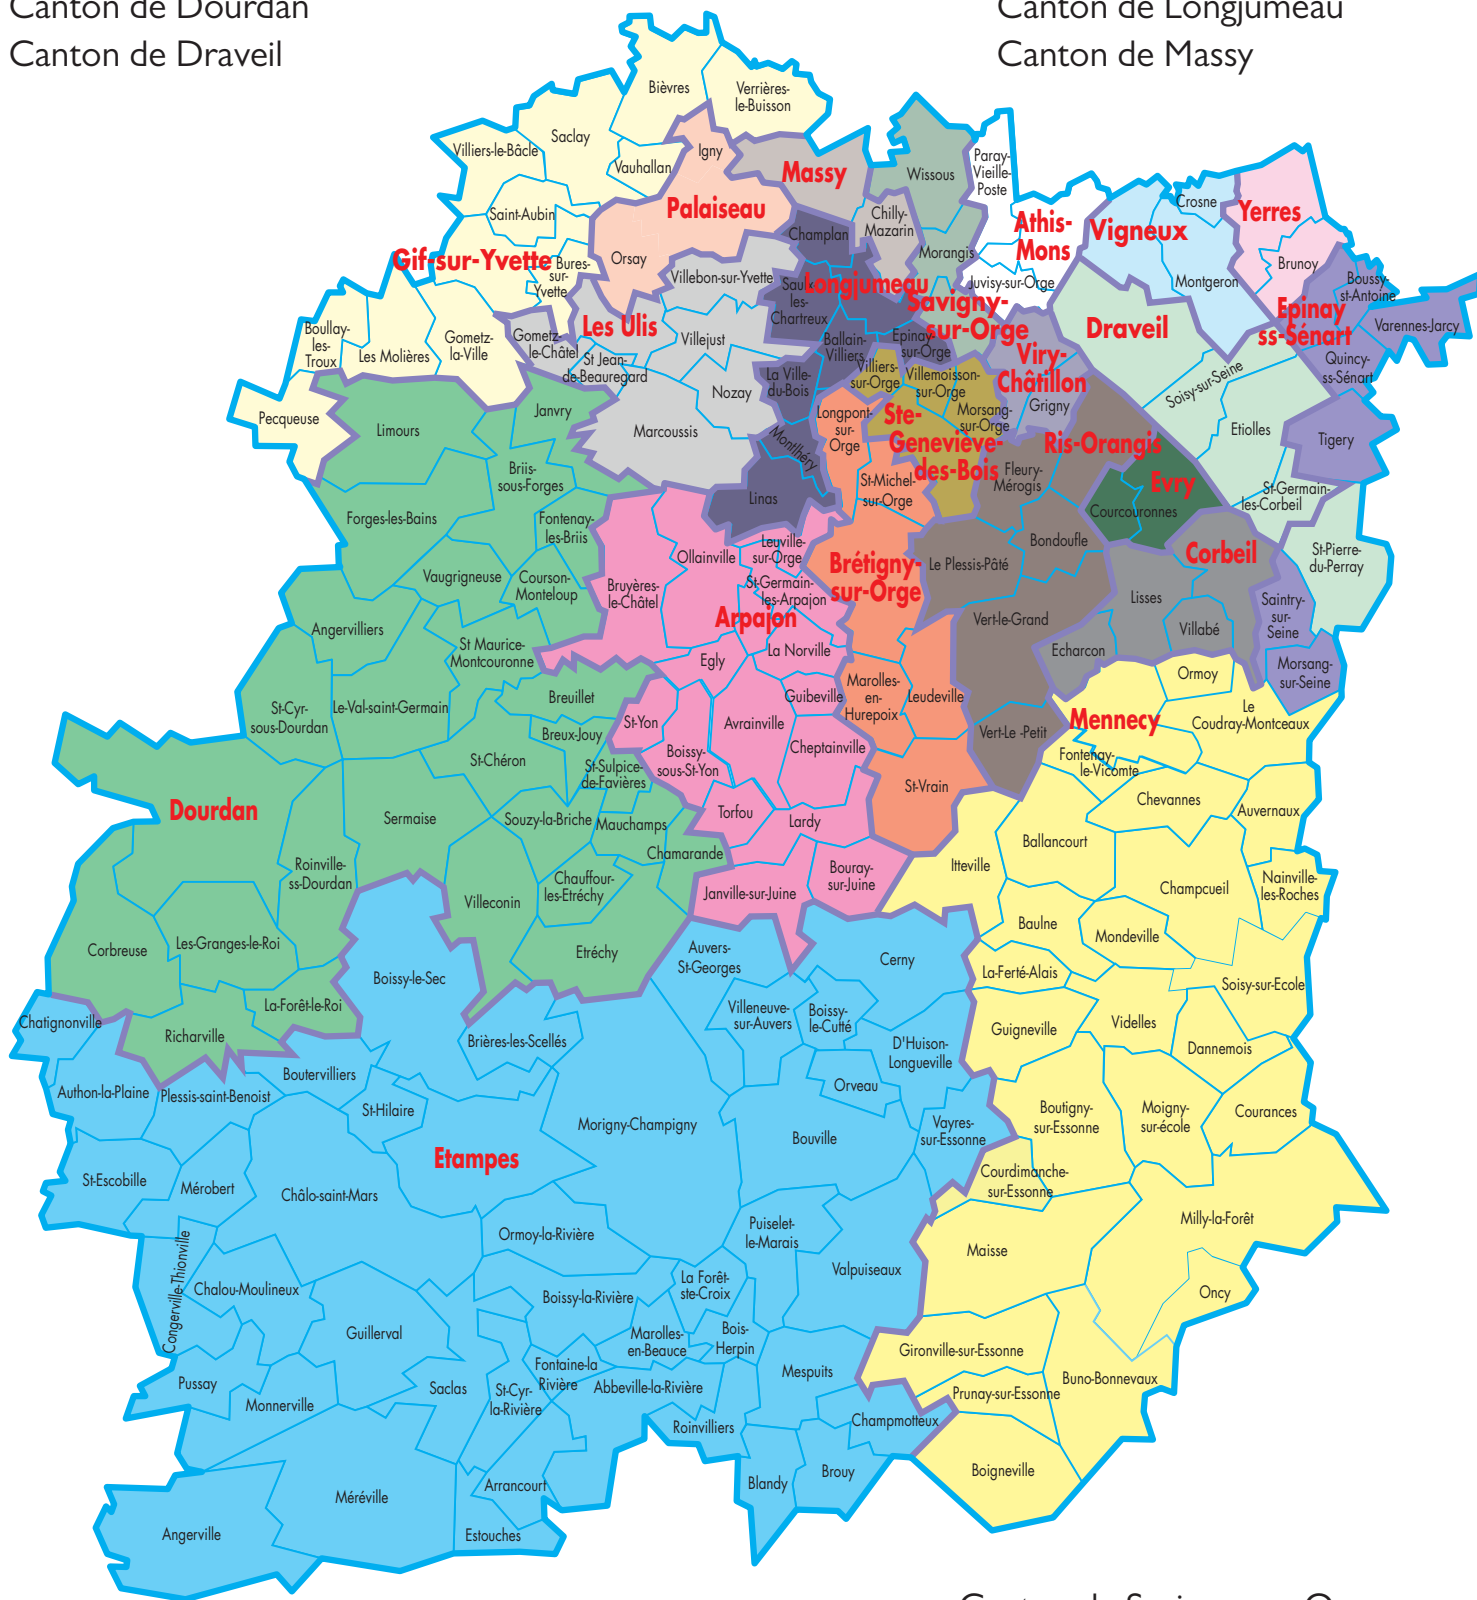 Canton de Dourdan
Canton de Longjumeau
Canton de Draveil
Canton de Massy
Bièvres
Verrières-
le-Buisson
Saclay
Villiers-le-Bâcle
Vauhallan
Igny
Massy
Wissous
Paray-
Vieille-
Poste
Saint-Aubin
Palaiseau
Chilly-
Mazarin
Champlan
Athis-
Mons
Vigneux
Crosne
Yerres
Gif-sur-Yvette
Bures-
sur-
Yvette
Orsay
Villebon-sur-Yvette
Morangis
Juvisy-sur-Orge
Montgeron
Brunoy
Boussy-
st-Antoine
Saulx-
les-
Chartreux
Longjumeau
Savigny-
sur-Orge
Epinay
ss-Sénart
Varennes-Jarcy
Boullay-
les-
Troux
Les Molières
Gometz-
la-Ville
Gometz-
le-Châtel
Les Ulis
St Jean-
de-Beauregard
Villejust
Ballain-
Villiers
Epinay-
sur-Orge
Draveil
Quincy-
ss-Sénart
Viry-
Châtillon
Villiers-
sur-Orge
Villemoisson-
sur-Orge
La Ville-
du-Bois
Nozay
Soisy-sur-Seine
Pecqueuse
Limours
Janvry
Marcoussis
Longpont-
sur-
Orge
Ste-
Geneviève-
des-Bois
Morsang-
sur-Orge
Grigny
Ris-Orangis
Etiolles
Tigery
Montlhéry
Briis-
sous-Forges
St-Michel-
sur-Orge
Fleury-
Mérogis
Evry
Courcouronnes
St-Germain-
les-Corbeil
Linas
Forges-les-Bains
Fontenay-
les-Briis
Ollainville
Leuville-
sur-Orge
Brétigny-
sur-Orge
Le Plessis-Pâté
Bondoufle
Corbeil
St-Pierre-
du-Perray
Vaugrigneuse
Courson-
Monteloup
Bruyères-
le-Châtel
St-Germain-
les-Arpajon
Arpajon
Vert-le-Grand
Lisses
Villabé
Saintry-
sur-
Seine
Angervilliers
St Maurice-
Montcouronne
Egly
La Norville
Echarcon
Ormoy
Morsang-
sur-Seine
St-Cyr-
sous-Dourdan
Le-Val-saint-Germain
Breuillet
Guibeville
Marolles-
en-
Hurepoix
Leudeville
Mennecy
Le
Coudray-Montceaux
St-Yon
Avrainville
Breux-Jouy
Boissy-
sous-St-Yon
Cheptainville
Vert-Le -Petit
St-Chéron
St-Sulpice-
de-Favières
Fontenay-
le-Vicomte
St-Vrain
Chevannes
Auvernaux
Dourdan
Sermaise
Souzy-la-Briche
Mauchamps
Torfou
Lardy
Ballancourt
Chamarande
Roinville-
ss-Dourdan
Itteville
Villeconin
Chauffour-
les-Etréchy
Janville-sur-Juine
Bouray-
sur-Juine
Champcueil
Nainville-
les-Roches
Baulne
Mondeville
Corbreuse
Les-Granges-le-Roi
Etréchy
Boissy-le-Sec
Auvers-
St-Georges
Cerny
La-Ferté-Alais
Soisy-sur-Ecole
La-Forêt-le-Roi
Chatignonville
Richarville
Brières-les-Scellés
Villeneuve-
sur-Auvers
Boissy-
le-Cutté
Guigneville
Videlles
D'Huison-
Longueville
Dannemois
Boutervilliers
Authon-la-Plaine
Plessis-saint-Benoist
Orveau
St-Hilaire
Morigny-Champigny
Bouville
Vayres-
sur-Essonne
Boutigny-
sur-Essonne
Moigny-
sur-école
Courances
Etampes
St-Escobille
Mérobert
Châlo-saint-Mars
Courdimanche-
sur-Essonne
Ormoy-la-Rivière
Puiselet-
le-Marais
Milly-la-Forêt
Maisse
Congerville-Thionville
Chalou-Moulineux
Valpuiseaux
Boissy-la-Rivière
La Forêt-
ste-Croix
Oncy
Guillerval
Marolles-
en-Beauce
Bois-
Herpin
Gironville-sur-Essonne
Pussay
Fontaine-la
Rivière
Mespuits
Buno-Bonnevaux
Monnerville
Saclas
St-Cyr-
la-Rivière
Abbeville-la-Rivière
Prunay-sur-Essonne
Roinvilliers
Champmotteux
Boigneville
Méréville
Arrancourt
Blandy
Brouy
Angerville
Estouches